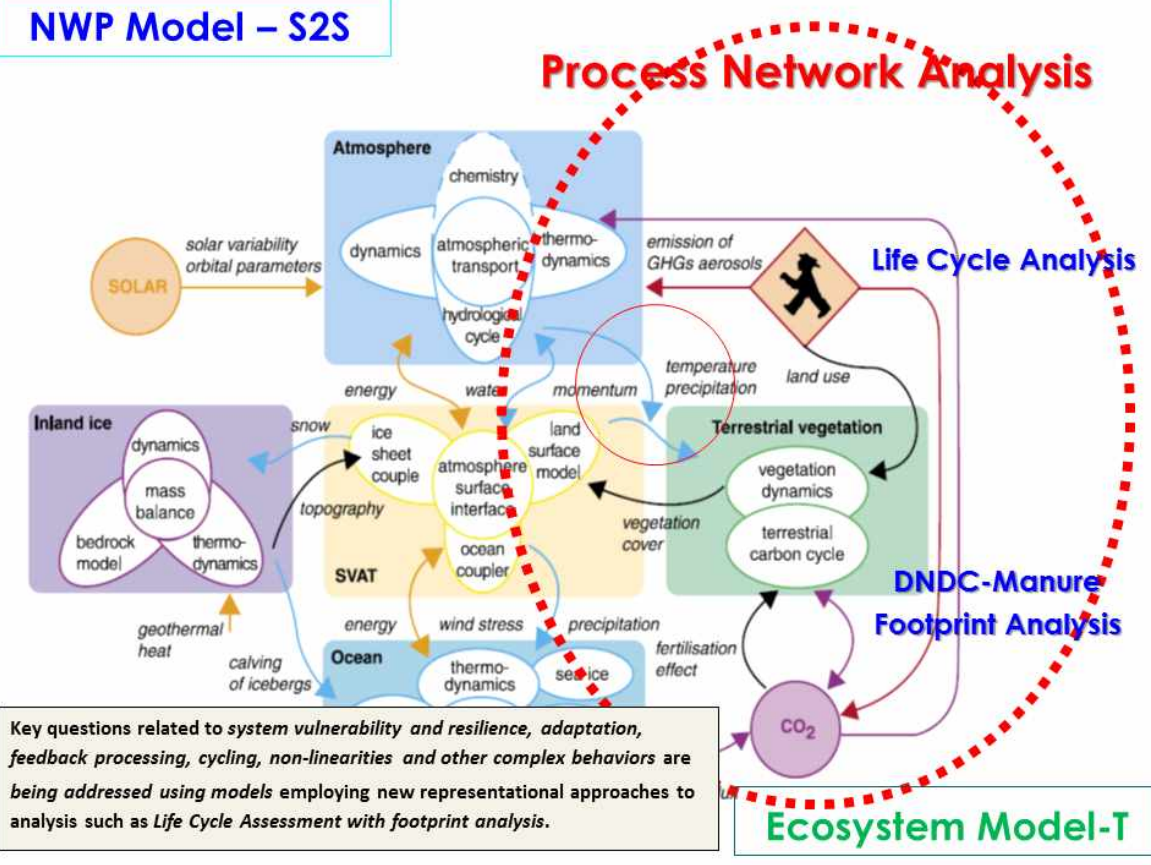 NWP Model – S2S
Process Network Analysis
Atmosphere
chemistry
dynamics
atmospheric
transport
thermo-
dynamics
hydrological
cycle
solar variability
orbital parameters
SOLAR
emission of
GHGs aerosols
Life Cycle Analysis
temperature
precipitation
land use
energy
water
momentum
Inland ice
dynamics
mass
balance
bedrock
model
thermo-
dynamics
snow
topography
ice
sheet
couple
atmosphere
surface
interface
land
surface
model
ocean
coupler
SVAT
Terrestrial vegetation
vegetation
dynamics
terrestrial
carbon cycle
vegetation
cover
DNDC-Manure
Footprint Analysis
geothermal
heat
calving
of icebergs
energy
wind stress
precipitation
fertilisation
effect
Ocean
thermo-
dynamics
sea ice
CO2
Key questions related to system vulnerability and resilience, adaptation,
feedback processing, cycling, non-linearities and other complex behaviors are
being addressed using models employing new representational approaches to
analysis such as Life Cycle Assessment with footprint analysis.
Ecosystem Model-T